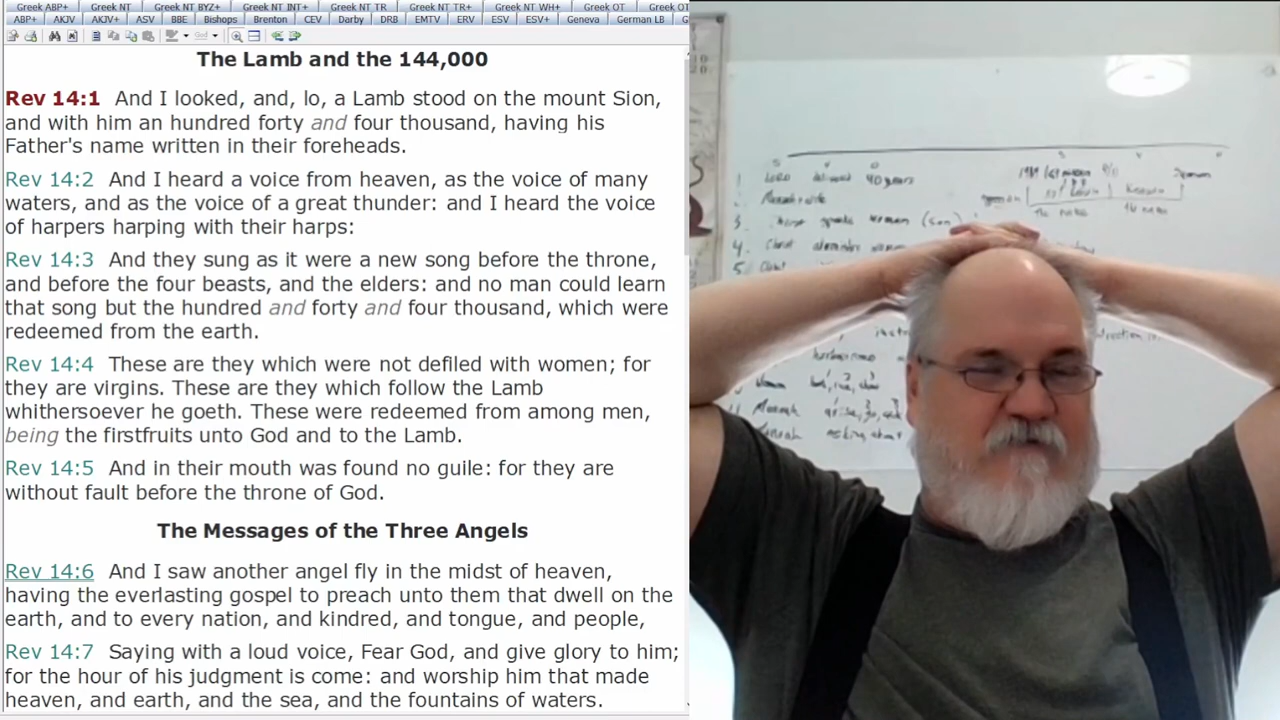 Greek ABP+ Greek NT Greek NT BYZ+ Greek NT INT+ Greek NT TR Greek NT TR+ Greek NT WH+ Greek OT Greek OT
ABP+ AKJV AKJV+ ASV BBE Bishops Brenton CEV Darby DRB EMTV ERV ESV ESV+ Geneva German LB G
The Lamb and the 144,000
Rev 14:1 And I looked, and, lo, a Lamb stood on the mount Sion,
and with him an hundred forty and four thousand, having his
Father's name written in their foreheads.
Rev 14:2 And I heard a voice from heaven, as the voice of many
waters, and as the voice of a great thunder: and I heard the voice
of harpers harping with their harps:
Rev 14:3 And they sung as it were a new song before the throne,
and before the four beasts, and the elders: and no man could learn
that song but the hundred and forty and four thousand, which were
redeemed from the earth.
Rev 14:4 These are they which were not defiled with women; for
they are virgins. These are they which follow the Lamb
whithersoever he goeth. These were redeemed from among men,
being the firstfruits unto God and to the Lamb.
Rev 14:5 And in their mouth was found no guile: for they are
without fault before the throne of God.
The Messages of the Three Angels
Rev 14:6 And I saw another angel fly in the midst of heaven,
having the everlasting gospel to preach unto them that dwell on the
earth, and to every nation, and kindred, and tongue, and people,
Rev 14:7 Saying with a loud voice, Fear God, and give glory to him;
for the hour of his judgment is come: and worship him that made
heaven, and earth, and the sea, and the fountains of waters.
1. LORD delivered 40 years
3. women (Son)
4. Christ
5.
Women
Manoah
asking about